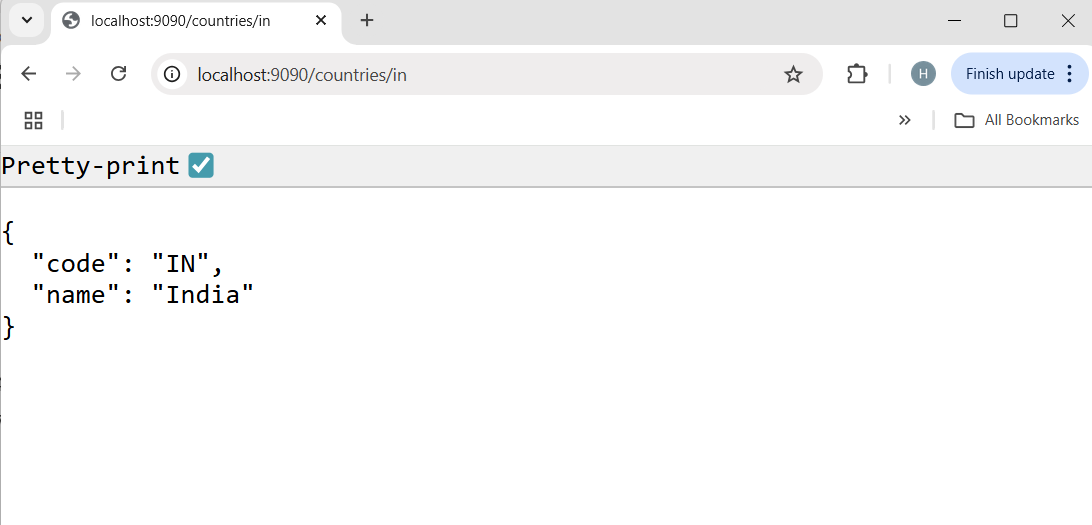 localhost:9090/countries/in
localhost:9090/countries/in
H
Finish update
All Bookmarks
Pretty-print
{
"code": "IN",
"name": "India"
}